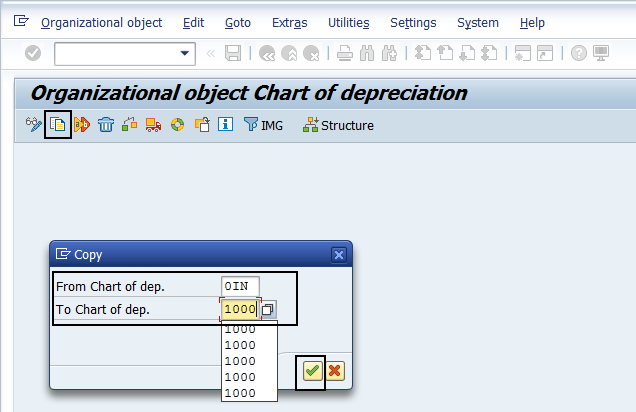 Organizational object Edit Goto Extras Utilities Settings System Help
Organizational object Chart of depreciation
IMG Structure
Copy
From Chart of dep. 0IN
To Chart of dep. 1000
1000
1000
1000
1000
1000